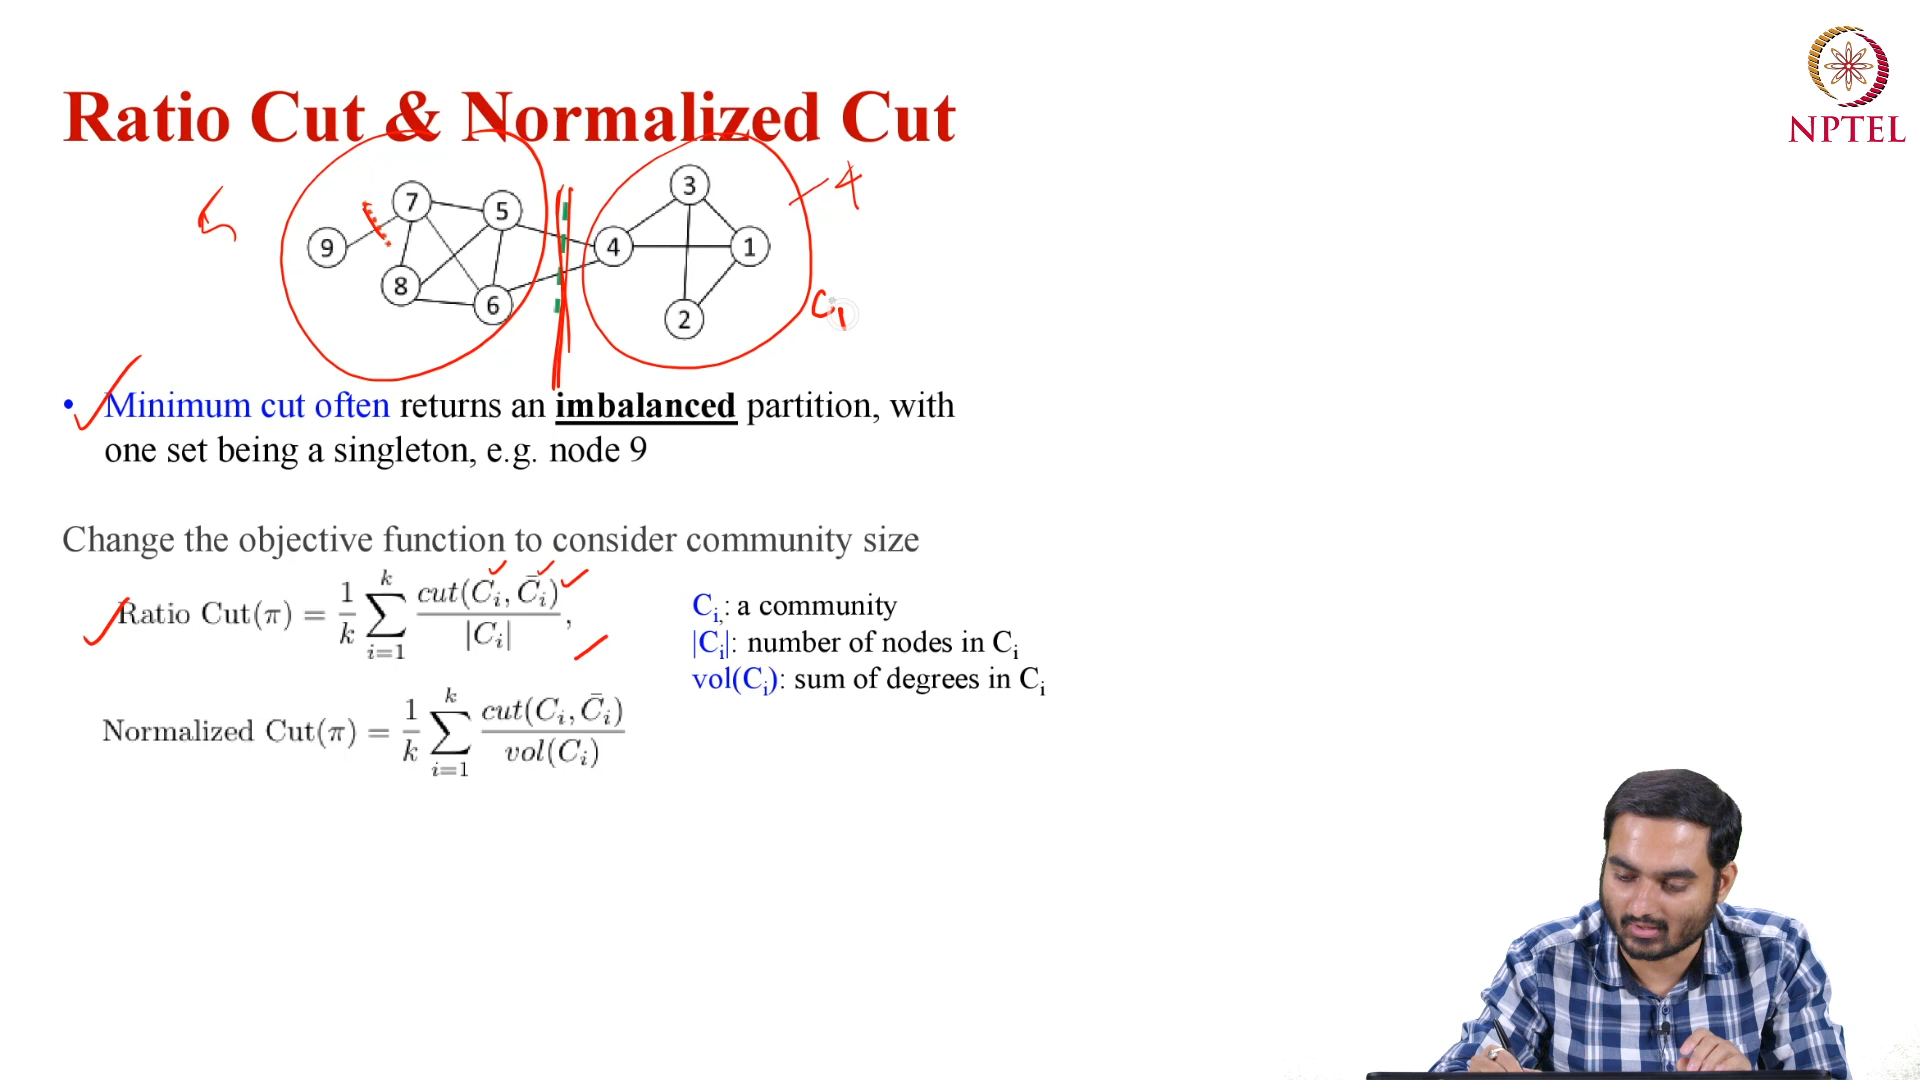 Ratio Cut & Normalized Cut
NPTEL
5
9
7
8
5
6
4
3
1
2
4
C1
• Minimum cut often returns an imbalanced partition, with
one set being a singleton, e.g. node 9
Change the objective function to consider community size
Ratio Cut(π) = 1/k ∑_{i=1}^{k} cut(C_i, C̄_i)/|C_i|,
Normalized Cut(π) = 1/k ∑_{i=1}^{k} cut(C_i, C̄_i)/vol(C_i)
C_i,: a community
|C_i|: number of nodes in C_i
vol(C_i): sum of degrees in C_i